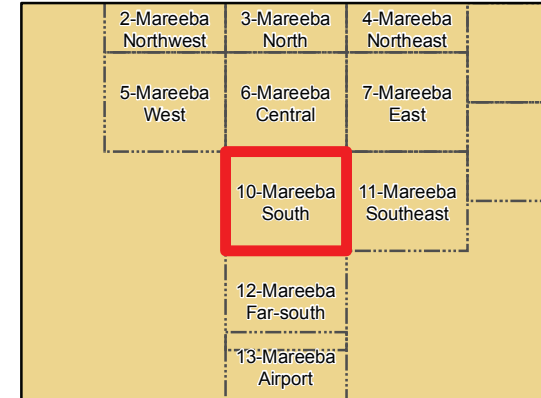 2-Mareeba
Northwest
3-Mareeba
North
4-Mareeba
Northeast
5-Mareeba
West
6-Mareeba
Central
7-Mareeba
East
10-Mareeba
South
11-Mareeba
Southeast
12-Mareeba
Far-south
13-Mareeba
Airport